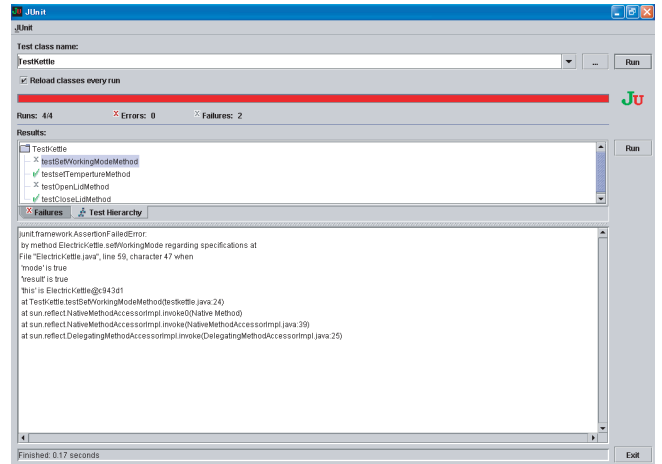 JUnit
JUnit
Test class name:
TestKettle
...
Run
Reload classes every run
JU
Runs: 4/4
X Errors: 0
X Failures: 2
Results:
Run
TestKettle
testSetWorkingModeMethod
testsetTempertureMethod
testOpenLidMethod
testCloseLidMethod
Failures
Test Hierarchy
junit.framework.AssertionFailedError:
by method ElectricKettle.setWorkingMode regarding specifications at
File "ElectricKettle.java", line 59, character 47 when
'mode' is true
'\result' is true
'this' is ElectricKettle@c943d1
at TestKettle.testSetWorkingModeMethod(testkettle.java:24)
at sun.reflect.NativeMethodAccessorImpl.invoke0(Native Method)
at sun.reflect.NativeMethodAccessorImpl.invoke(NativeMethodAccessorImpl.java:39)
at sun.reflect.DelegatingMethodAccessorImpl.invoke(DelegatingMethodAccessorImpl.java:25)
Finished: 0.17 seconds
Exit